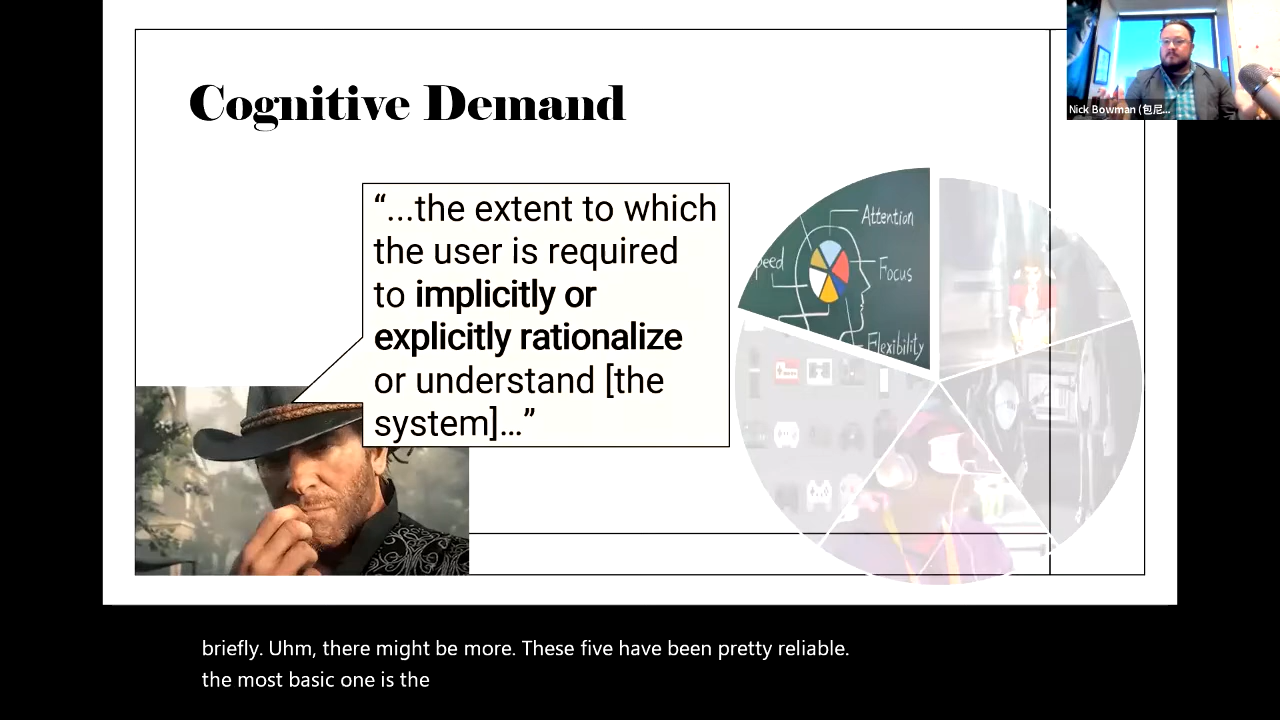 Cognitive Demand
“...the extent to which
the user is required
to implicitly or
explicitly rationalize
or understand [the
system]...”
Attention
Focus
Flexibility
Nick Bowman (包尼...
briefly. Uhm, there might be more. These five have been pretty reliable.
the most basic one is the